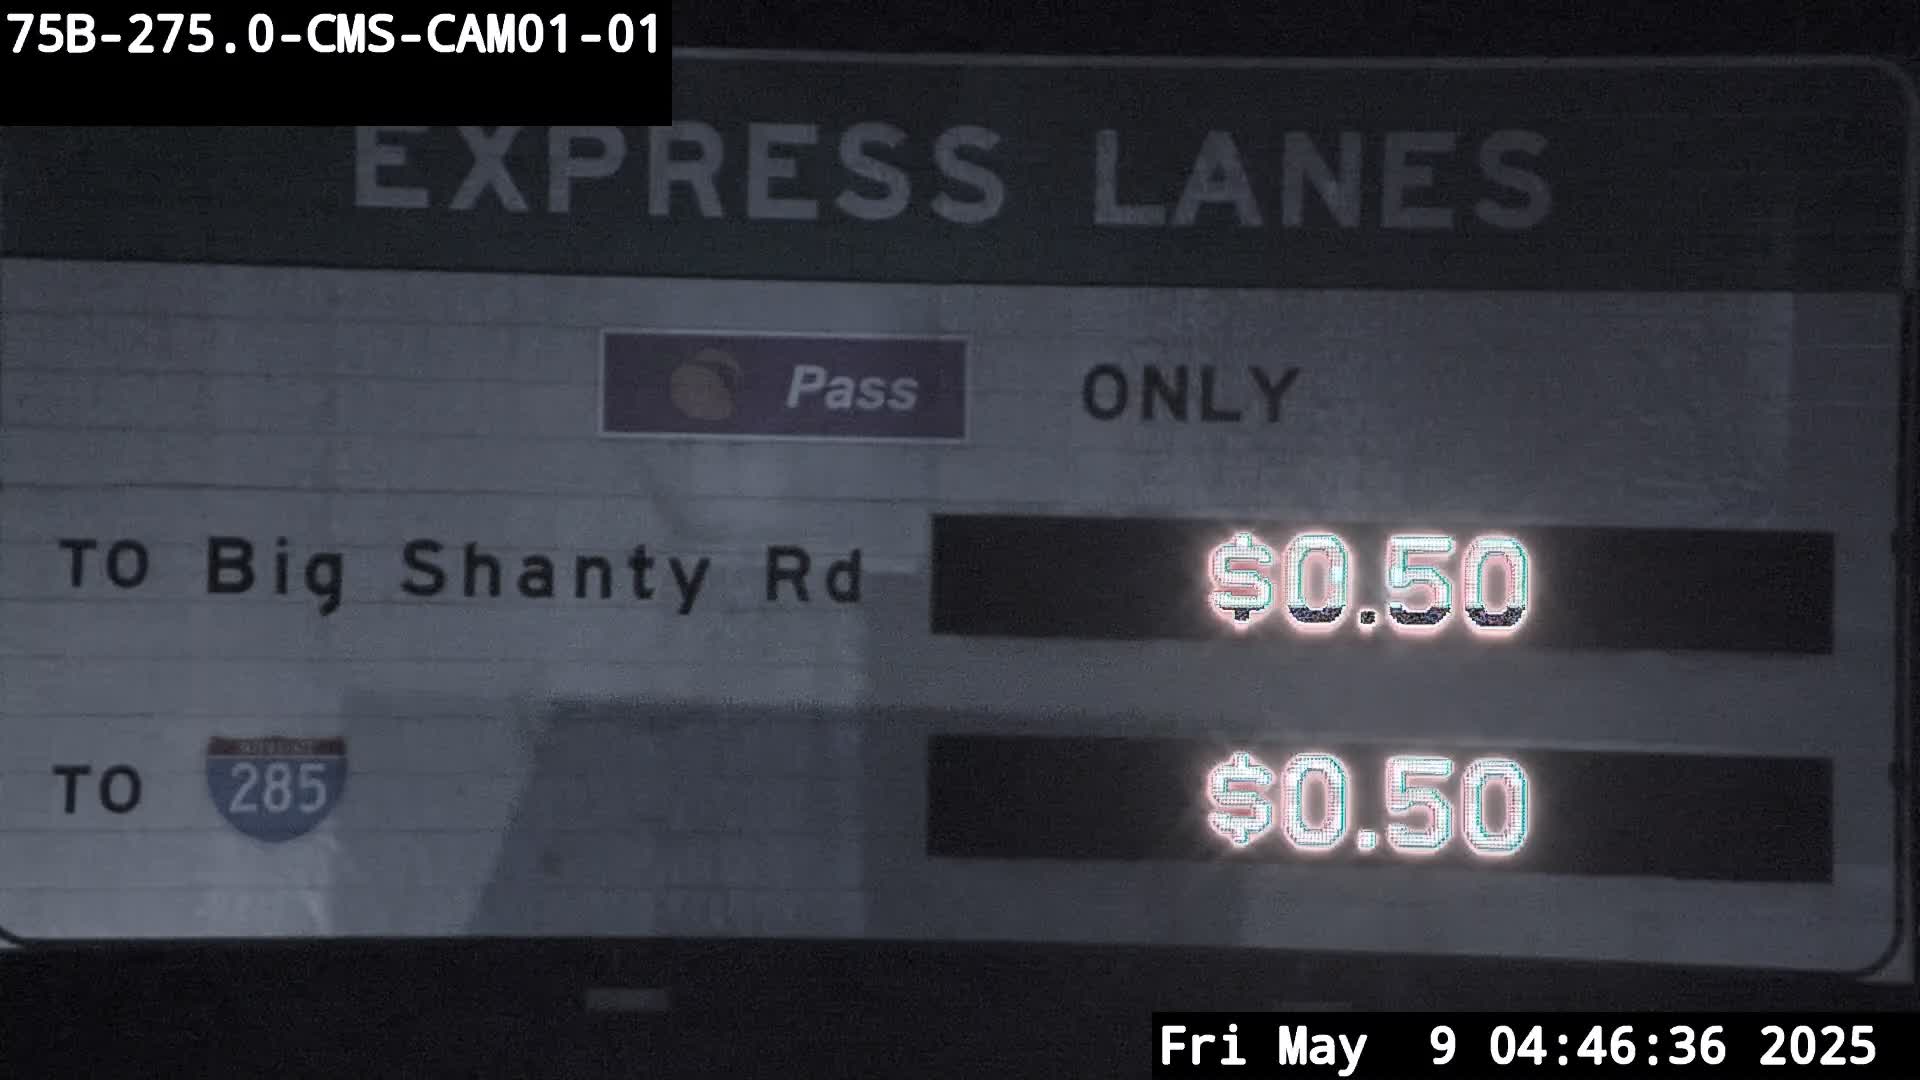 75B-275.0-CMS-CAM01-01
EXPRESS LANES
Pass ONLY
TO Big Shanty Rd $0.50
TO 285 $0.50
Fri May 9 04:46:36 2025